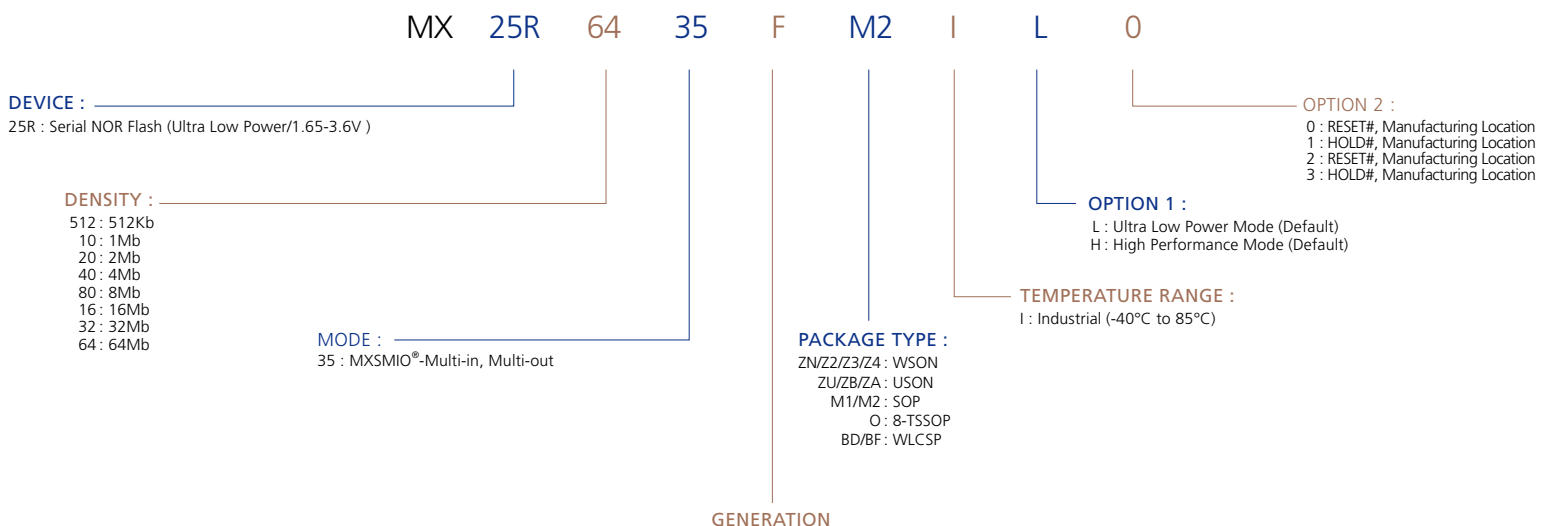 MX 25R 64 35 F M2 I L 0
DEVICE :
25R : Serial NOR Flash (Ultra Low Power/1.65-3.6V )
OPTION 2 :
0 : RESET#, Manufacturing Location
1 : HOLD#, Manufacturing Location
2 : RESET#, Manufacturing Location
3 : HOLD#, Manufacturing Location
DENSITY :
512 : 512Kb
10 : 1Mb
20 : 2Mb
40 : 4Mb
80 : 8Mb
16 : 16Mb
32 : 32Mb
64 : 64Mb
OPTION 1 :
L : Ultra Low Power Mode (Default)
H : High Performance Mode (Default)
TEMPERATURE RANGE :
I : Industrial (-40°C to 85°C)
MODE :
35 : MXSMIO®-Multi-in, Multi-out
PACKAGE TYPE :
ZN/Z2/Z3/Z4 : WSON
ZU/ZB/ZA : USON
M1/M2 : SOP
O : 8-TSSOP
BD/BF : WLCSP
GENERATION